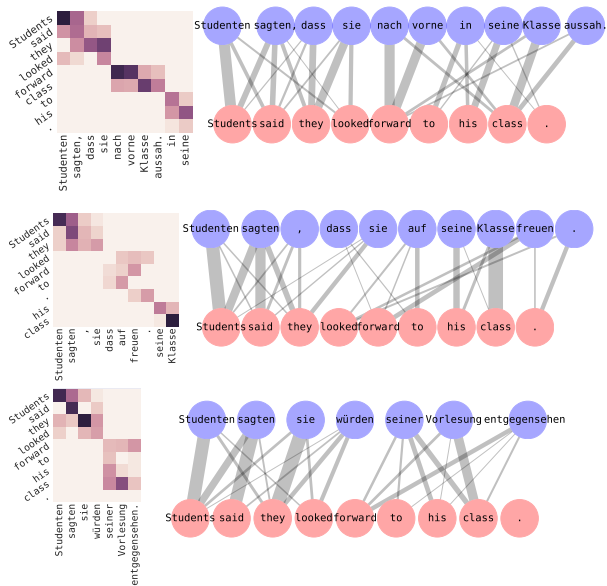 Students
said
they
looked
forward
class
to
his
.
Studenten
sagten,
dass
sie
nach
vorne
Klasse
aussah.
in
seine
Studenten sagten, dass sie nach vorne in seine Klasse aussah.
Students said they looked forward to his class .
Students
said
they
looked
forward
to
.
his
class
Studenten
sagten
,
sie
dass
auf
freuen
.
seine
Klasse
Studenten sagten , dass sie auf seine Klasse freuen .
Students said they looked forward to his class .
Students
said
they
looked
forward
to
his
class
.
Studenten
sagten
sie
würden
seiner
Vorlesung
entgegensehen.
Studenten sagten sie würden seiner Vorlesung entgegensehen
Students said they looked forward to his class .